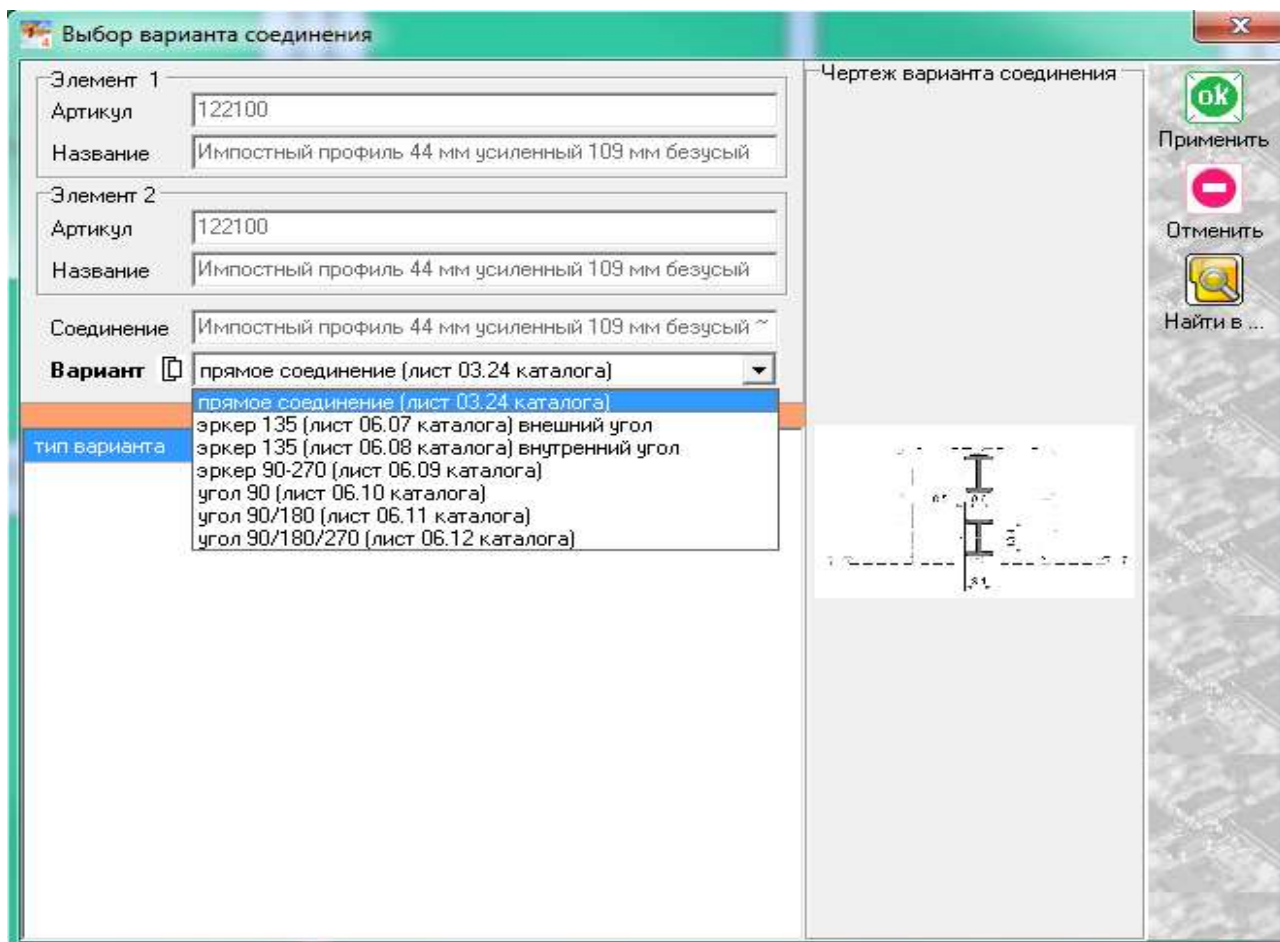 Выбор варианта соединения
Элемент 1
Артикул 122100
Название Импостный профиль 44 мм усиленный 109 мм безусый
Элемент 2
Артикул 122100
Название Импостный профиль 44 мм усиленный 109 мм безусый
Соединение Импостный профиль 44 мм усиленный 109 мм безусый ~
Вариант прямое соединение (лист 03.24 каталога)
прямое соединение (лист 03.24 каталога)
эркер 135 (лист 06.07 каталога) внешний угол
тип варианта
эркер 135 (лист 06.08 каталога) внутренний угол
эркер 90-270 (лист 06.09 каталога)
угол 90 (лист 06.10 каталога)
угол 90/180 (лист 06.11 каталога)
угол 90/180/270 (лист 06.12 каталога)
Чертеж варианта соединения
ok
Применить
Отменить
Найти в ...